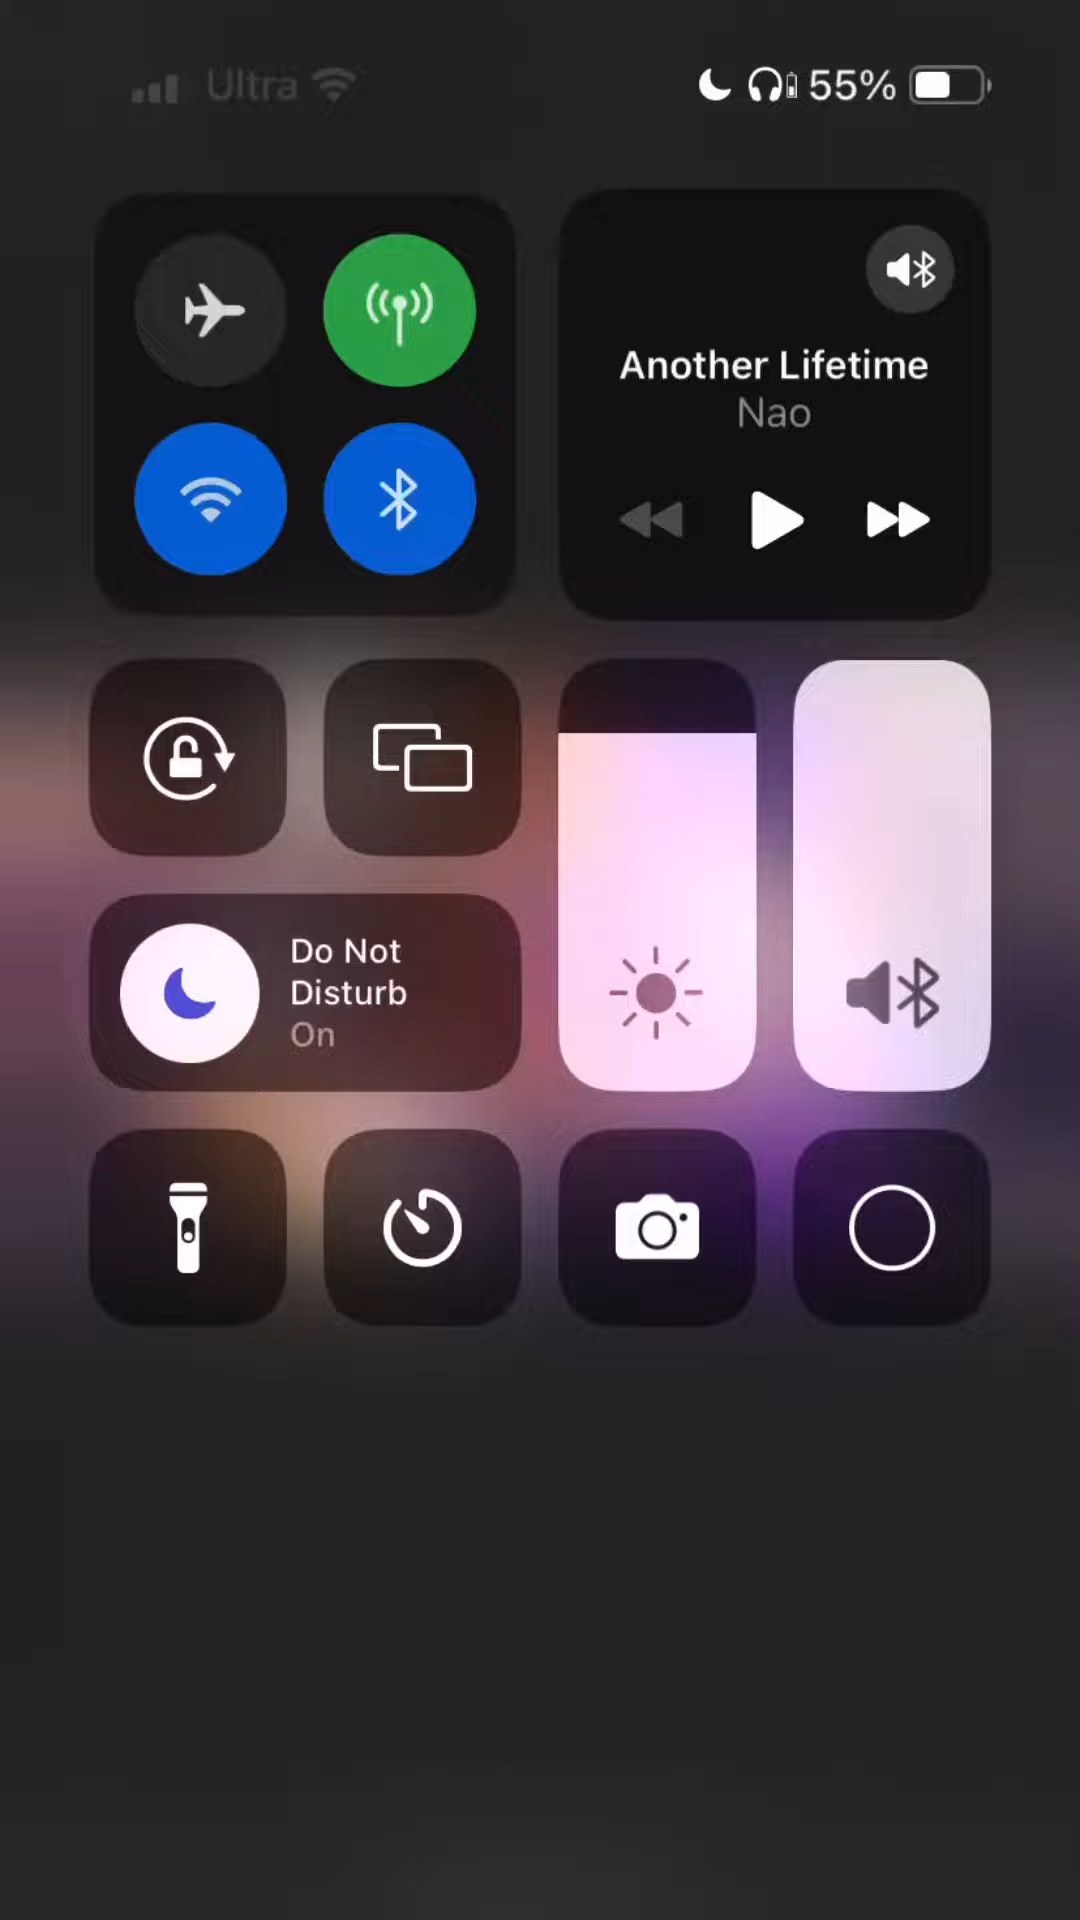 Ultra
55%
Another Lifetime
Nao
Do Not
Disturb
On